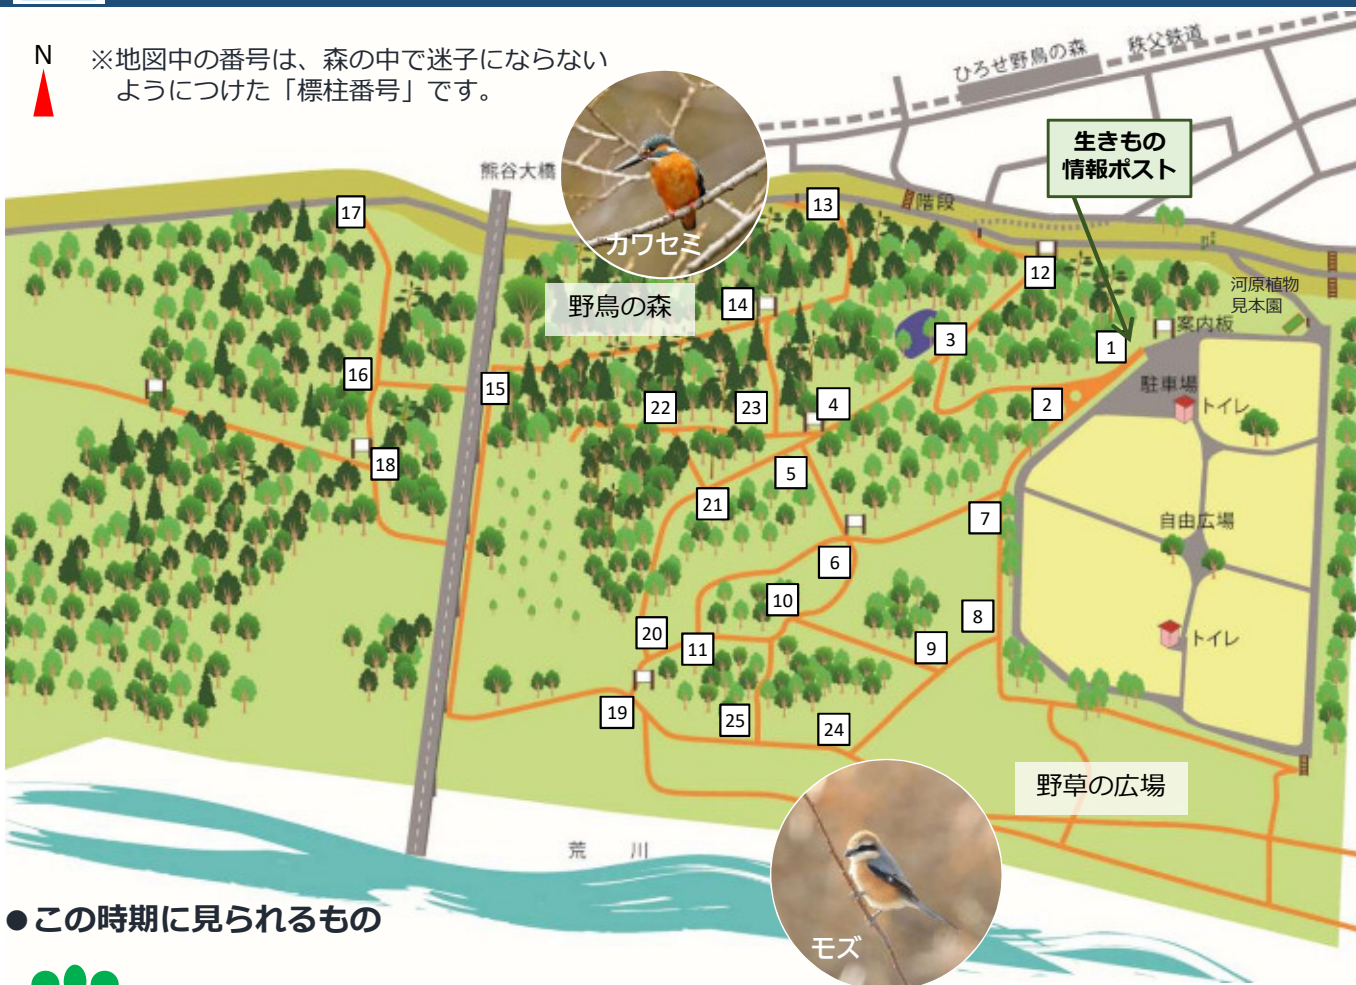 N
※地図中の番号は、森の中で迷子にならない
ようにつけた「標柱番号」です。
ひろせ野鳥の森
秩父鉄道
生きもの
情報ポスト
熊谷大橋
カワセミ
階段
野鳥の森
河原植物
見本園
案内板
駐車場
トイレ
自由広場
トイレ
17
13
12
14
3
1
16
15
22
23
4
2
18
5
21
7
6
10
8
20
11
9
19
25
24
野草の広場
荒川
モズ
●この時期に見られるもの